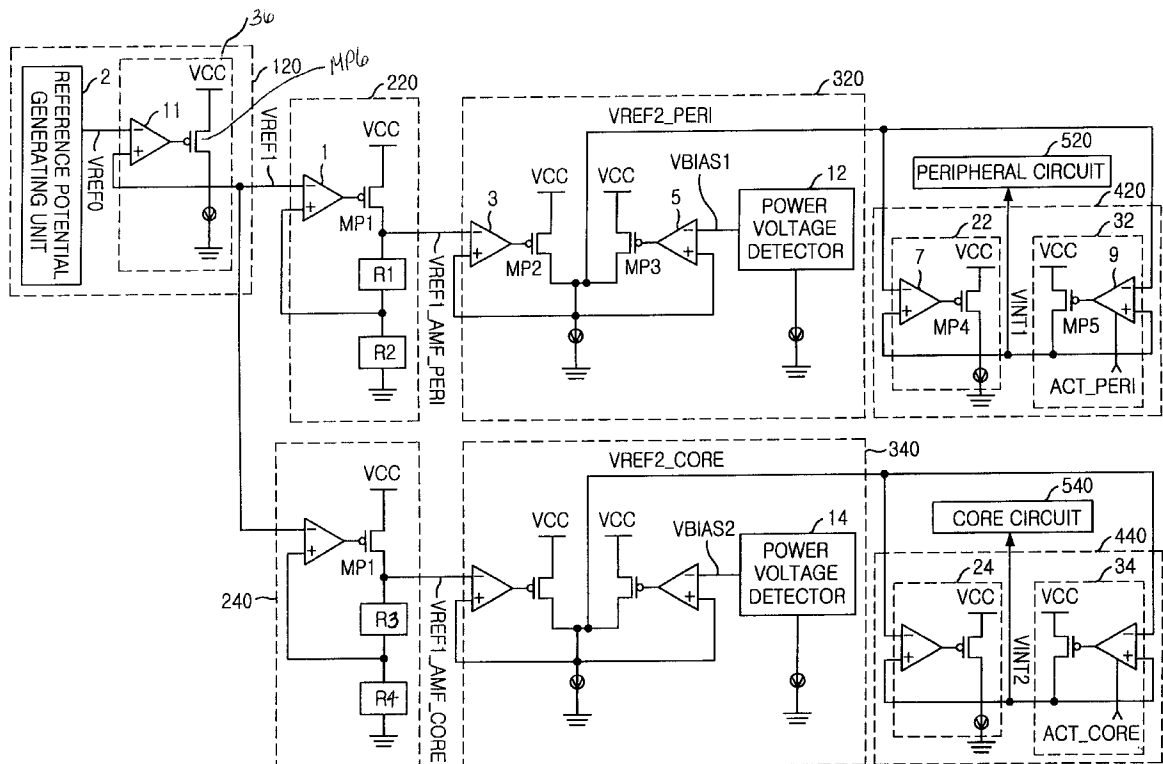 36
2
REFERENCE POTENTIAL
GENERATING UNIT
VREF0
11
VCC
120
MP6
VREF1
220
VCC
1
MP1
R1
R2
VREF1_AMF_PERI
320
VREF2_PERI
VCC
VCC
VBIAS1
12
3
5
MP2
MP3
POWER
VOLTAGE
DETECTOR
520
PERIPHERAL CIRCUIT
420
22
32
7
VCC
VCC
9
MP4
VINT1
MP5
ACT_PERI
240
VCC
MP1
R3
R4
VREF1_AMF_CORE
340
VREF2_CORE
VCC
VCC
VBIAS2
14
POWER
VOLTAGE
DETECTOR
540
CORE CIRCUIT
440
24
34
VCC
VCC
VINT2
ACT_CORE